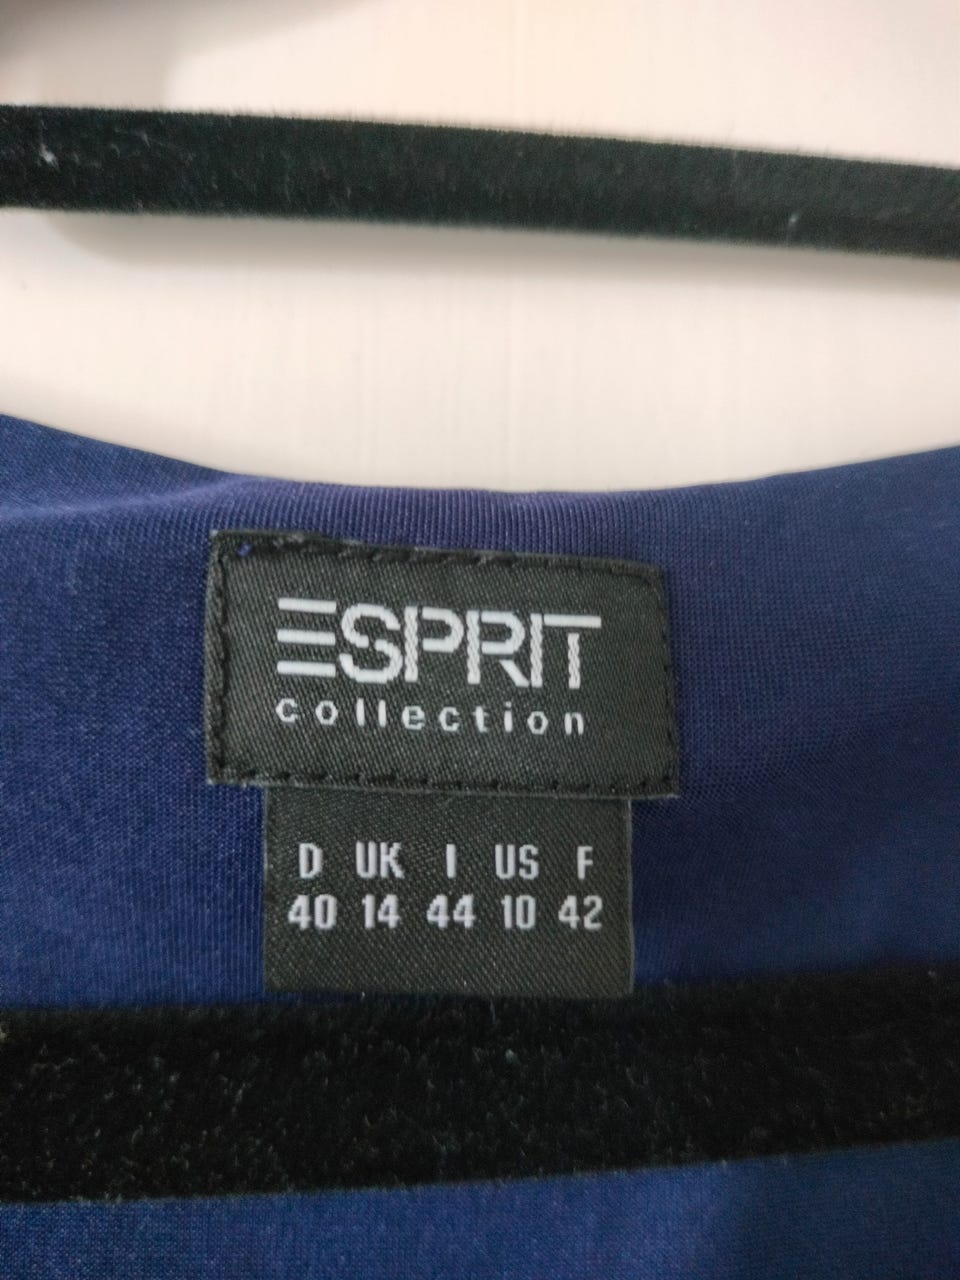 ESPRIT
collection
D UK I US F
40 14 44 10 42